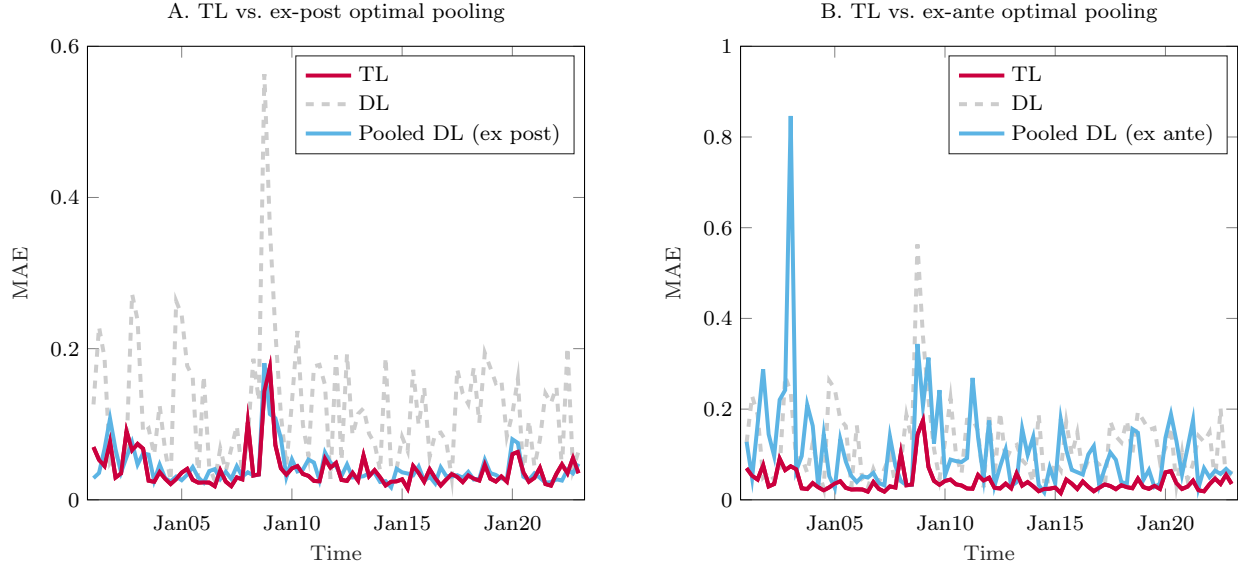 A. TL vs. ex-post optimal pooling
0.6
0.4
0.2
0
MAE
TL
DL
Pooled DL (ex post)
Jan05
Jan10
Jan15
Jan20
Time
B. TL vs. ex-ante optimal pooling
1
0.8
0.6
0.4
0.2
0
MAE
TL
DL
Pooled DL (ex ante)
Jan05
Jan10
Jan15
Jan20
Time